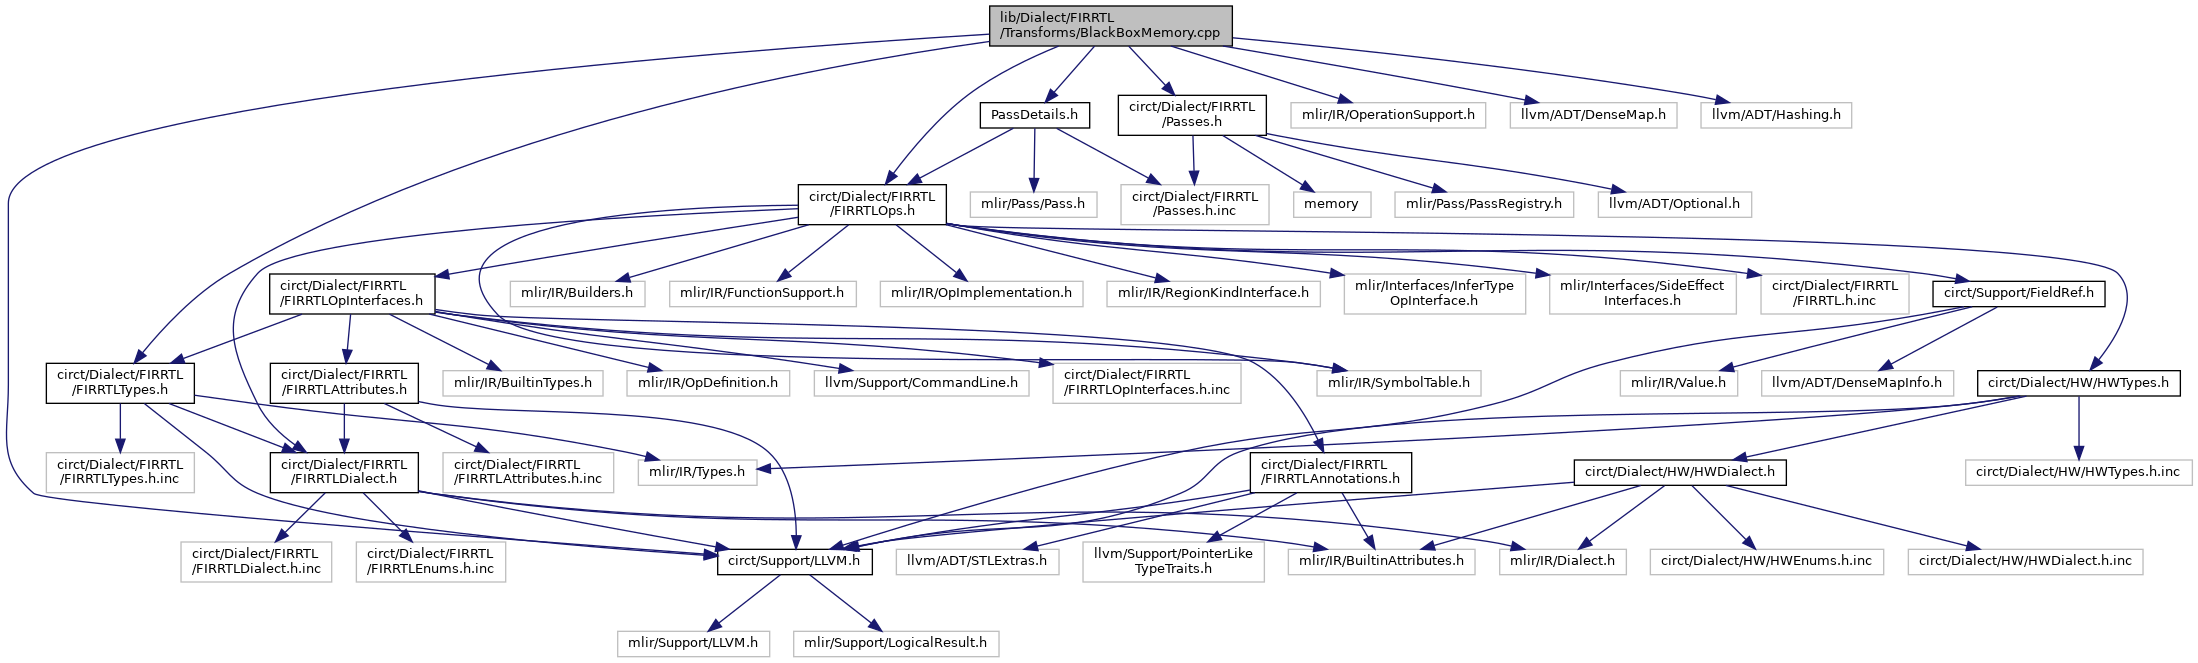 lib/Dialect/FIRRTL
/Transforms/BlackBoxMemory.cpp
PassDetails.h
circt/Dialect/FIRRTL
/Passes.h
mlir/IR/OperationSupport.h
llvm/ADT/DenseMap.h
llvm/ADT/Hashing.h
circt/Dialect/FIRRTL
/FIRRTLOps.h
mlir/Pass/Pass.h
circt/Dialect/FIRRTL
/Passes.h.inc
memory
mlir/Pass/PassRegistry.h
llvm/ADT/Optional.h
circt/Dialect/FIRRTL
/FIRRTLOpInterfaces.h
mlir/IR/Builders.h
mlir/IR/FunctionSupport.h
mlir/IR/OpImplementation.h
mlir/IR/RegionKindInterface.h
mlir/Interfaces/InferType
OpInterface.h
mlir/Interfaces/SideEffect
Interfaces.h
circt/Dialect/FIRRTL
/FIRRTL.h.inc
circt/Support/FieldRef.h
circt/Dialect/FIRRTL
/FIRRTLTypes.h
circt/Dialect/FIRRTL
/FIRRTLAttributes.h
mlir/IR/BuiltinTypes.h
mlir/IR/OpDefinition.h
llvm/Support/CommandLine.h
circt/Dialect/FIRRTL
/FIRRTLOpInterfaces.h.inc
mlir/IR/SymbolTable.h
mlir/IR/Value.h
llvm/ADT/DenseMapInfo.h
circt/Dialect/HW/HWTypes.h
circt/Dialect/FIRRTL
/FIRRTLTypes.h.inc
circt/Dialect/FIRRTL
/FIRRTLDialect.h
circt/Dialect/FIRRTL
/FIRRTLAttributes.h.inc
mlir/IR/Types.h
circt/Dialect/FIRRTL
/FIRRTLAnnotations.h
circt/Dialect/HW/HWDialect.h
circt/Dialect/HW/HWTypes.h.inc
circt/Dialect/FIRRTL
/FIRRTLDialect.h.inc
circt/Dialect/FIRRTL
/FIRRTLEnums.h.inc
circt/Support/LLVM.h
llvm/ADT/STLExtras.h
llvm/Support/PointerLike
TypeTraits.h
mlir/IR/BuiltinAttributes.h
mlir/IR/Dialect.h
circt/Dialect/HW/HWEnums.h.inc
circt/Dialect/HW/HWDialect.h.inc
mlir/Support/LLVM.h
mlir/Support/LogicalResult.h